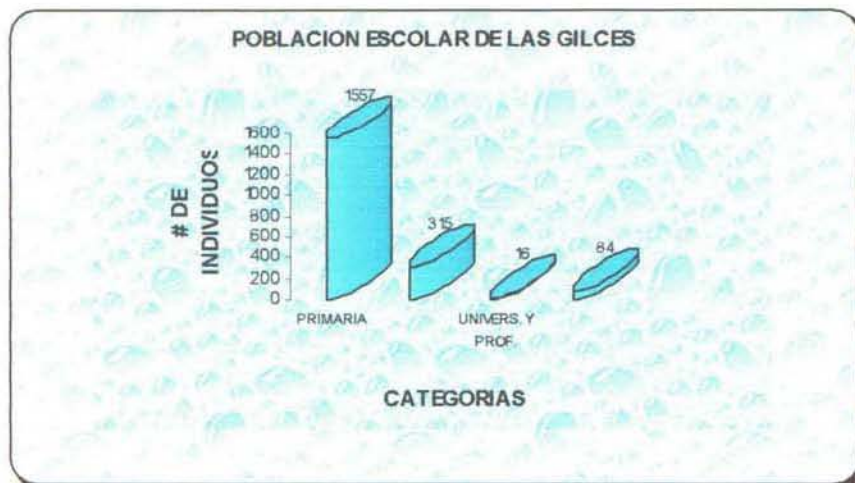 POBLACION ESCOLAR DE LAS GILCES
1557
1600
1400
1200
1000
800
600
400
200
0
315
16
84
# DE
INDIVIDUOS
PRIMARIA
UNIVERS. Y
PROF.
CATEGORIAS